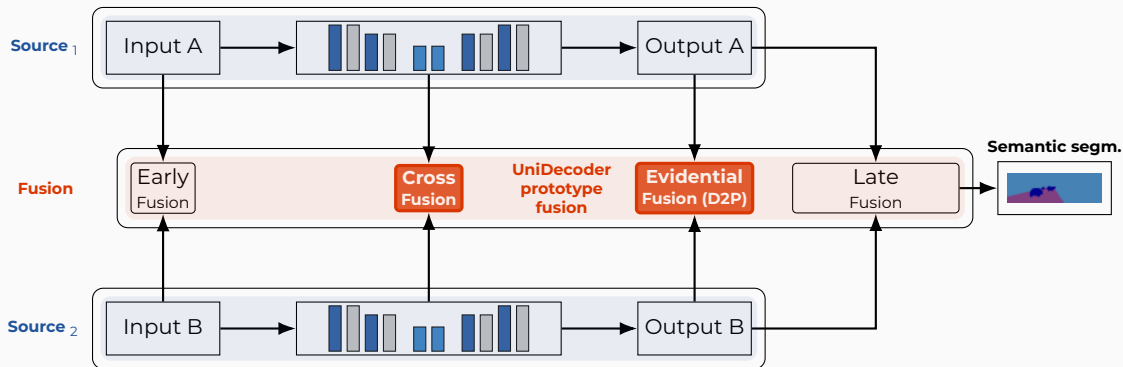 Source 1
Input A
Output A
Fusion
Early
Fusion
Cross
Fusion
UniDecoder
prototype
fusion
Evidential
Fusion (D2P)
Late
Fusion
Semantic segm.
Source 2
Input B
Output B